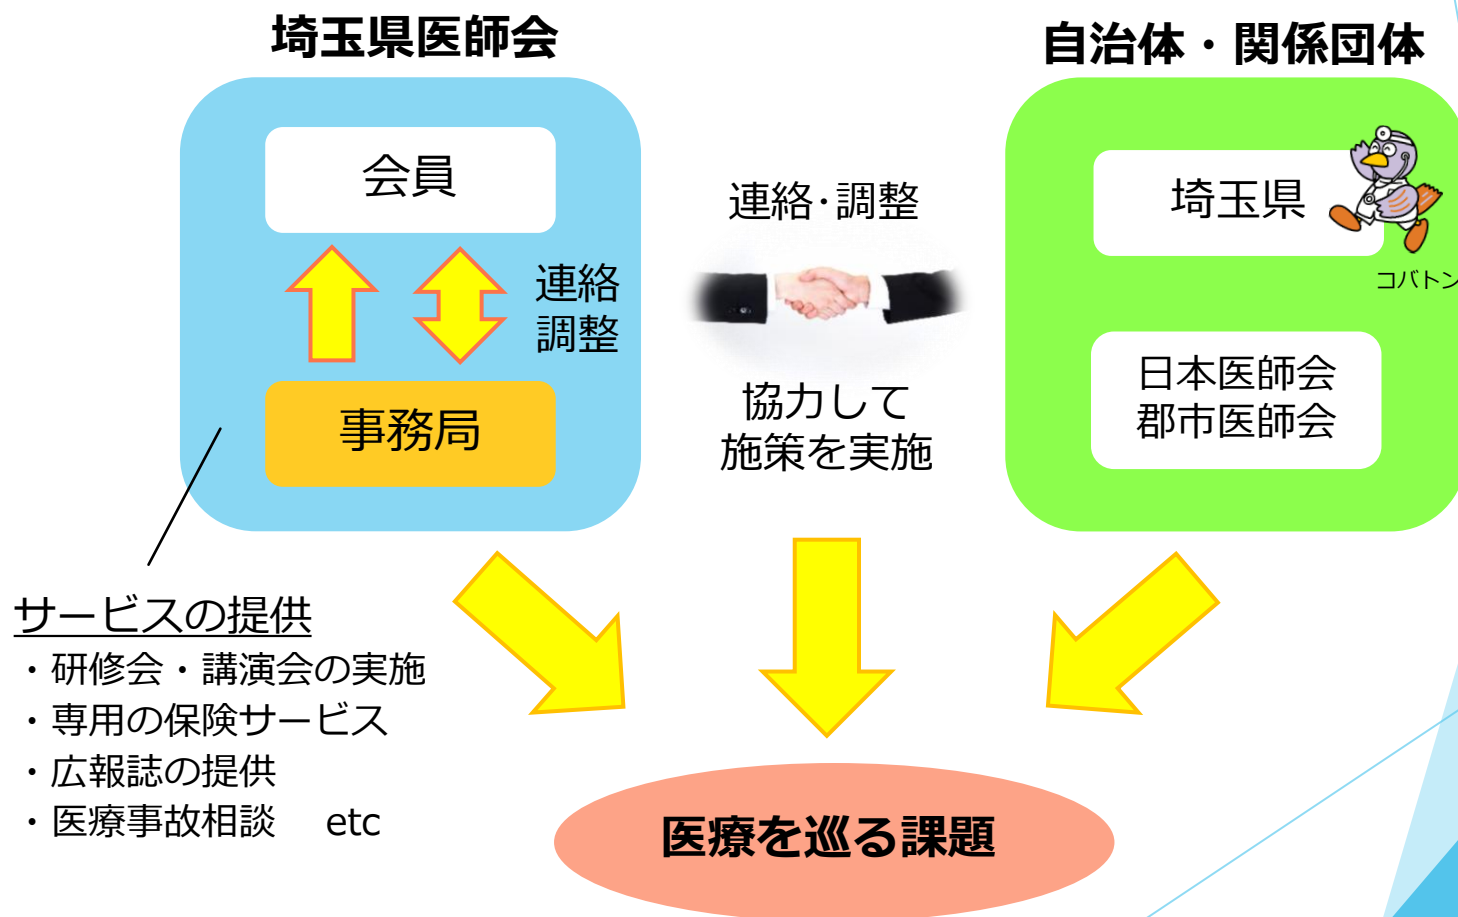 埼玉県医師会
会員
連絡
調整
事務局
サービスの提供
・研修会・講演会の実施
・専用の保険サービス
・広報誌の提供
・医療事故相談　etc
連絡･調整
協力して
施策を実施
自治体・関係団体
埼玉県
コバトン
日本医師会
郡市医師会
医療を巡る課題